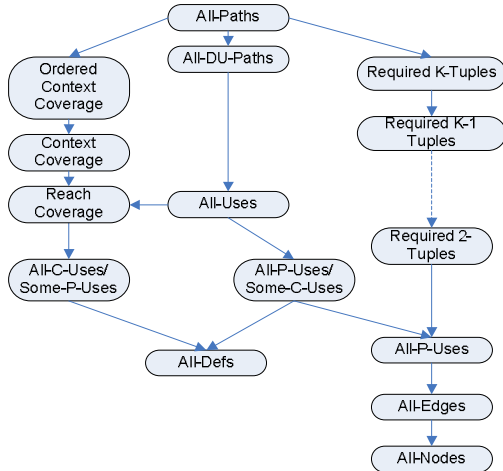 All-Paths
Ordered
Context
Coverage
All-DU-Paths
Required K-Tuples
Required K-1
Tuples
Context
Coverage
Reach
Coverage
All-Uses
Required 2-
Tuples
All-C-Uses/
Some-P-Uses
All-P-Uses/
Some-C-Uses
All-Defs
All-P-Uses
All-Edges
All-Nodes